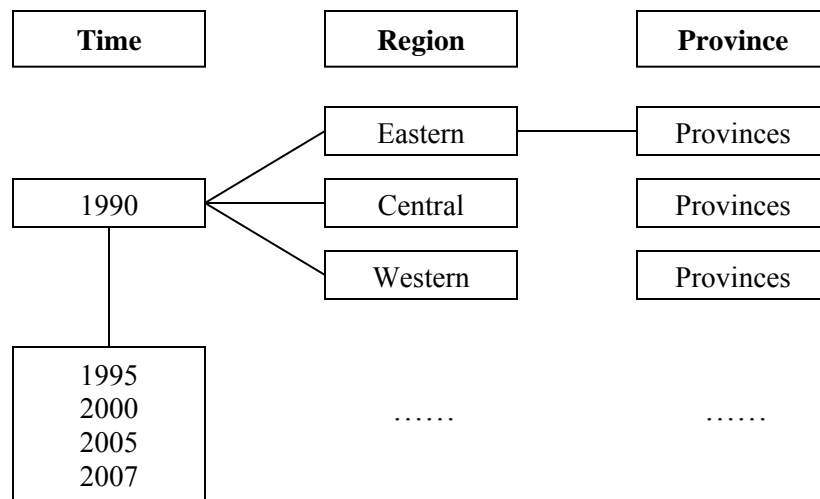 Time Region Province
Eastern Provinces
1990 Central Provinces
Western Provinces
1995
2000
2005
2007
…… ……